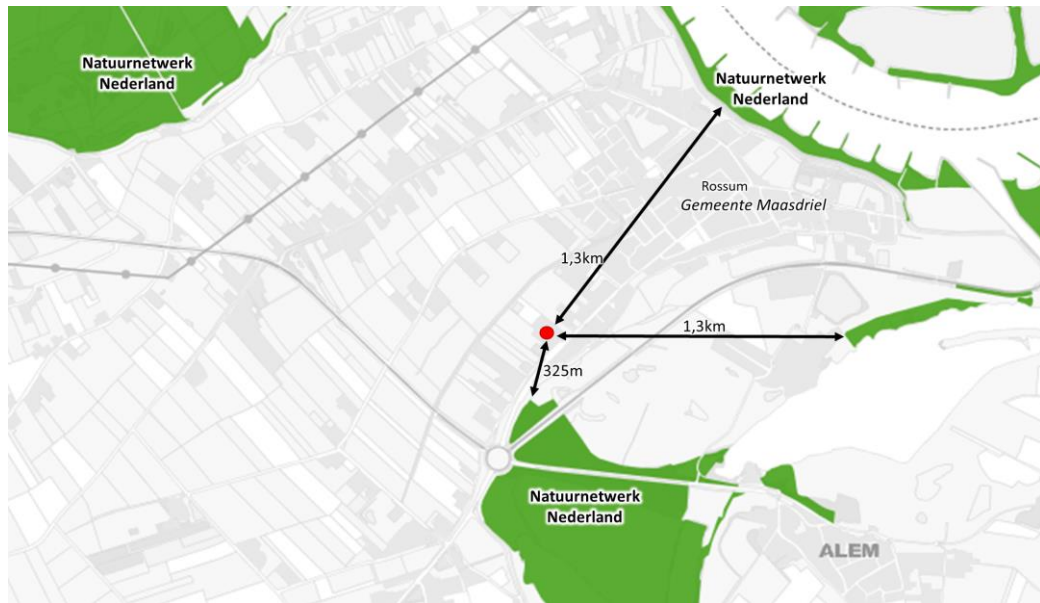 Natuurnetwerk
Nederland
Natuurnetwerk
Nederland
Rossum
Gemeente Maasdriel
1,3km
1,3km
325m
Natuurnetwerk
Nederland
ALEM